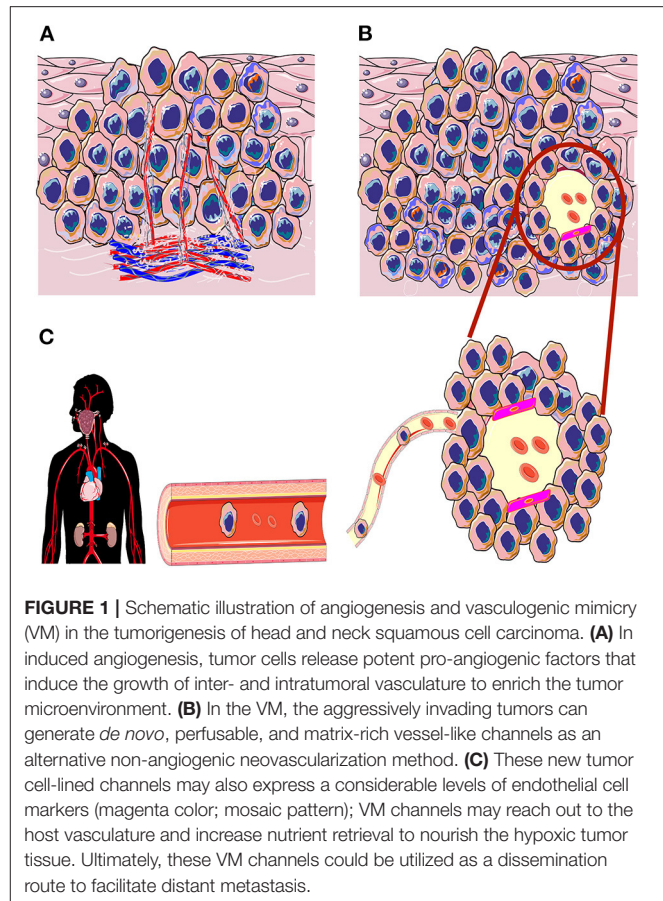 A
B
C
FIGURE 1 | Schematic illustration of angiogenesis and vasculogenic mimicry
(VM) in the tumorigenesis of head and neck squamous cell carcinoma. (A) In
induced angiogenesis, tumor cells release potent pro-angiogenic factors that
induce the growth of inter- and intratumoral vasculature to enrich the tumor
microenvironment. (B) In the VM, the aggressively invading tumors can
generate de novo, perfusable, and matrix-rich vessel-like channels as an
alternative non-angiogenic neovascularization method. (C) These new tumor
cell-lined channels may also express a considerable levels of endothelial cell
markers (magenta color; mosaic pattern); VM channels may reach out to the
host vasculature and increase nutrient retrieval to nourish the hypoxic tumor
tissue. Ultimately, these VM channels could be utilized as a dissemination
route to facilitate distant metastasis.